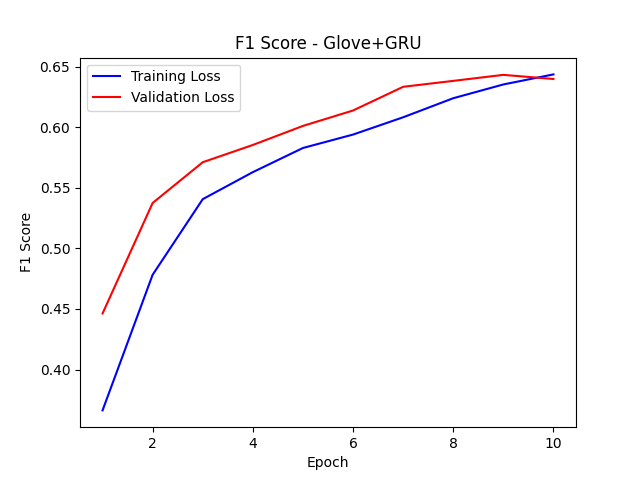 F1 Score - Glove+GRU
Training Loss
Validation Loss
F1 Score
0.65
0.60
0.55
0.50
0.45
0.40
2 4 6 8 10
Epoch